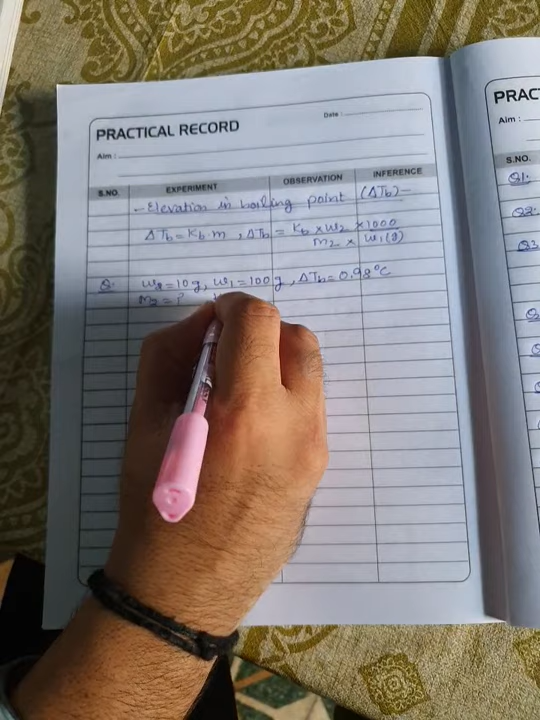 PRACTICAL RECORD
Date :
Aim :
S.NO. EXPERIMENT OBSERVATION INFERENCE
- Elevation in boiling point (ΔTb) -
ΔTb = Kb.m , ΔTb = Kb × w2 × 1000
m2 × w1(g)
Q. w2 = 10g, w1 = 100g, ΔTb = 0.98°C
m2 = ?
PRAC
Aim :
S.NO.
Q1.
Q2.
Q3